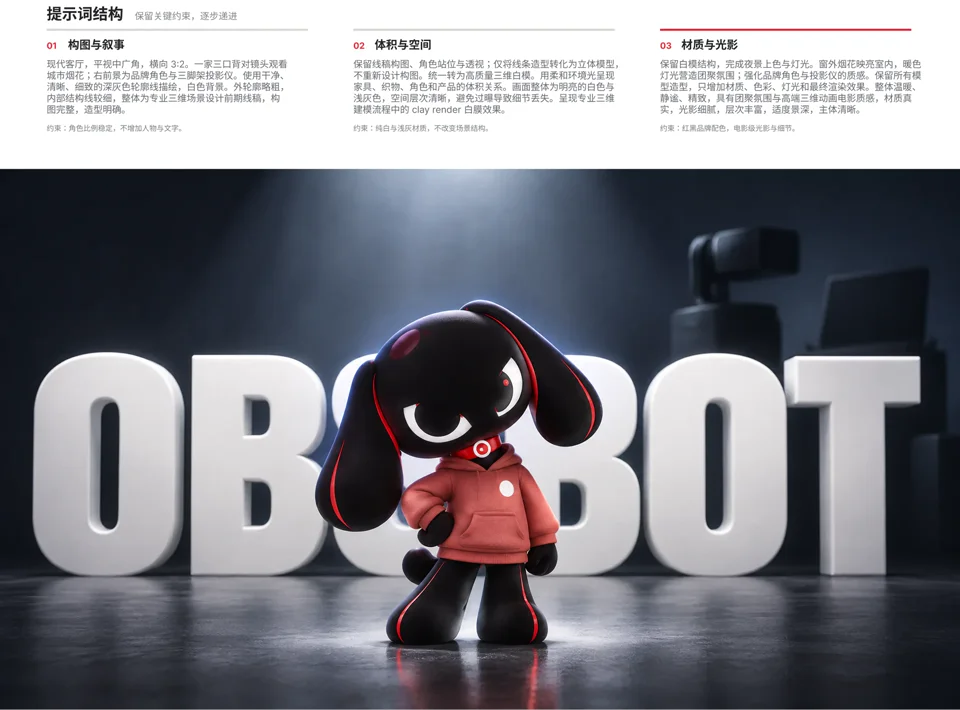 提示词结构 保留关键约束，逐步递进
01 构图与叙事
现代客厅，平视中广角，横向 3:2。一家三口背对镜头观看
城市烟花；右前景为品牌角色与三脚架投影仪。使用干净、
清晰、细致的深灰色轮廓线描绘，白色背景。外轮廓略粗，
内部结构线较细，整体为专业三维场景设计前期线稿，构
图完整，造型明确。
约束：角色比例稳定，不增加人物与文字。
02 体积与空间
保留线稿构图、角色站位与透视；仅将线条造型转化为立体模型，
不重新设计构图。统一转为高质量三维白模。用柔和环境光呈现
家具、织物、角色和产品的体积关系。画面整体为明亮的白色与
浅灰色，空间层次清晰，避免过曝导致细节丢失。呈现专业三维
建模流程中的 clay render 白膜效果。
约束：纯白与浅灰材质，不改变场景结构。
03 材质与光影
保留白模结构，完成夜景上色与灯光。窗外烟花映亮室内，暖色
灯光营造团聚氛围；强化品牌角色与投影仪的质感。保留所有模
型造型，只增加材质、色彩、灯光和最终渲染效果。整体温暖、
静谧、精致，具有团聚氛围与高端三维动画电影质感，材质真
实，光影细腻，层次丰富，适度景深，主体清晰。
约束：红黑品牌配色，电影级光影与细节。
OBSBOT